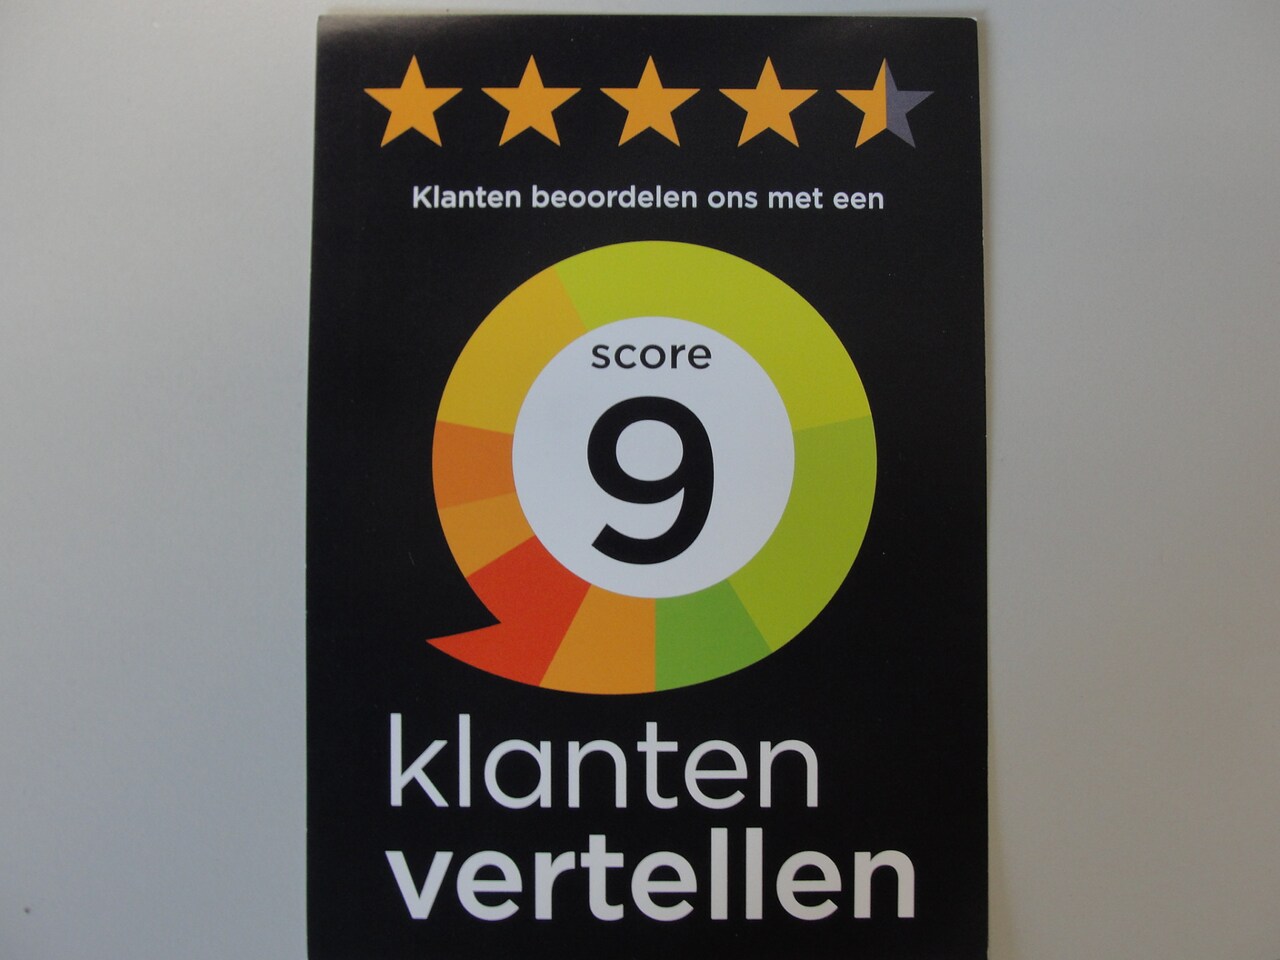 Klanten beoordelen ons met een
score
9
klanten
vertellen